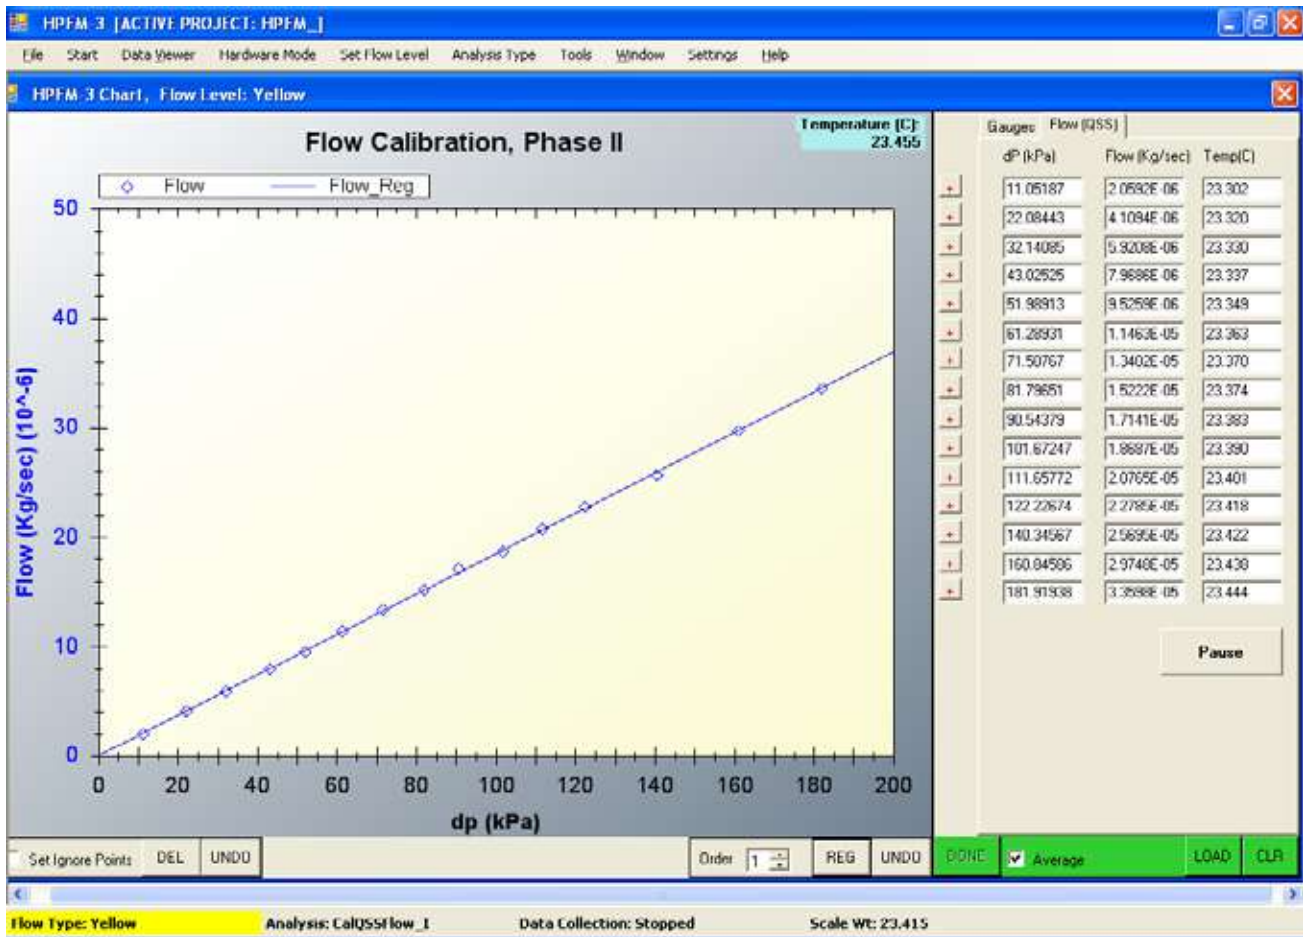 HPFM-3 [ACTIVE PROJECT: HPFM_]
File Start Data Viewer Hardware Mode Set Flow Level Analysis Type Tools Window Settings Help
HPFM-3 Chart, Flow Level: Yellow
Flow Calibration, Phase II
Temperature [C]:
23.455
Flow Flow_Reg
50
40
30
20
10
0
Flow (Kg/sec) (10^-6)
0 20 40 60 80 100 120 140 160 180 200
dp (kPa)
Gauges Flow (QSS)
dP (kPa) Flow (Kg/sec) Temp(C)
+ 11.05187 2.0592E-06 23.302
+ 22.08443 4.1094E-06 23.320
+ 32.14085 5.9208E-06 23.330
+ 43.02525 7.9686E-06 23.337
+ 51.98913 9.5259E-06 23.349
+ 61.28931 1.1463E-05 23.363
+ 71.50767 1.3402E-05 23.370
+ 81.79651 1.5222E-05 23.374
+ 90.54379 1.7141E-05 23.383
+ 101.67247 1.8687E-05 23.390
+ 111.65772 2.0765E-05 23.401
+ 122.22674 2.2785E-05 23.418
+ 140.34567 2.5695E-05 23.422
+ 160.84586 2.9748E-05 23.438
+ 181.91938 3.3598E-05 23.444
Pause
Set Ignore Points DEL UNDO Order 1 REG UNDO DONE Average LOAD CLR
Flow Type: Yellow Analysis: CalQSSFlow_I Data Collection: Stopped Scale Wt: 23.415